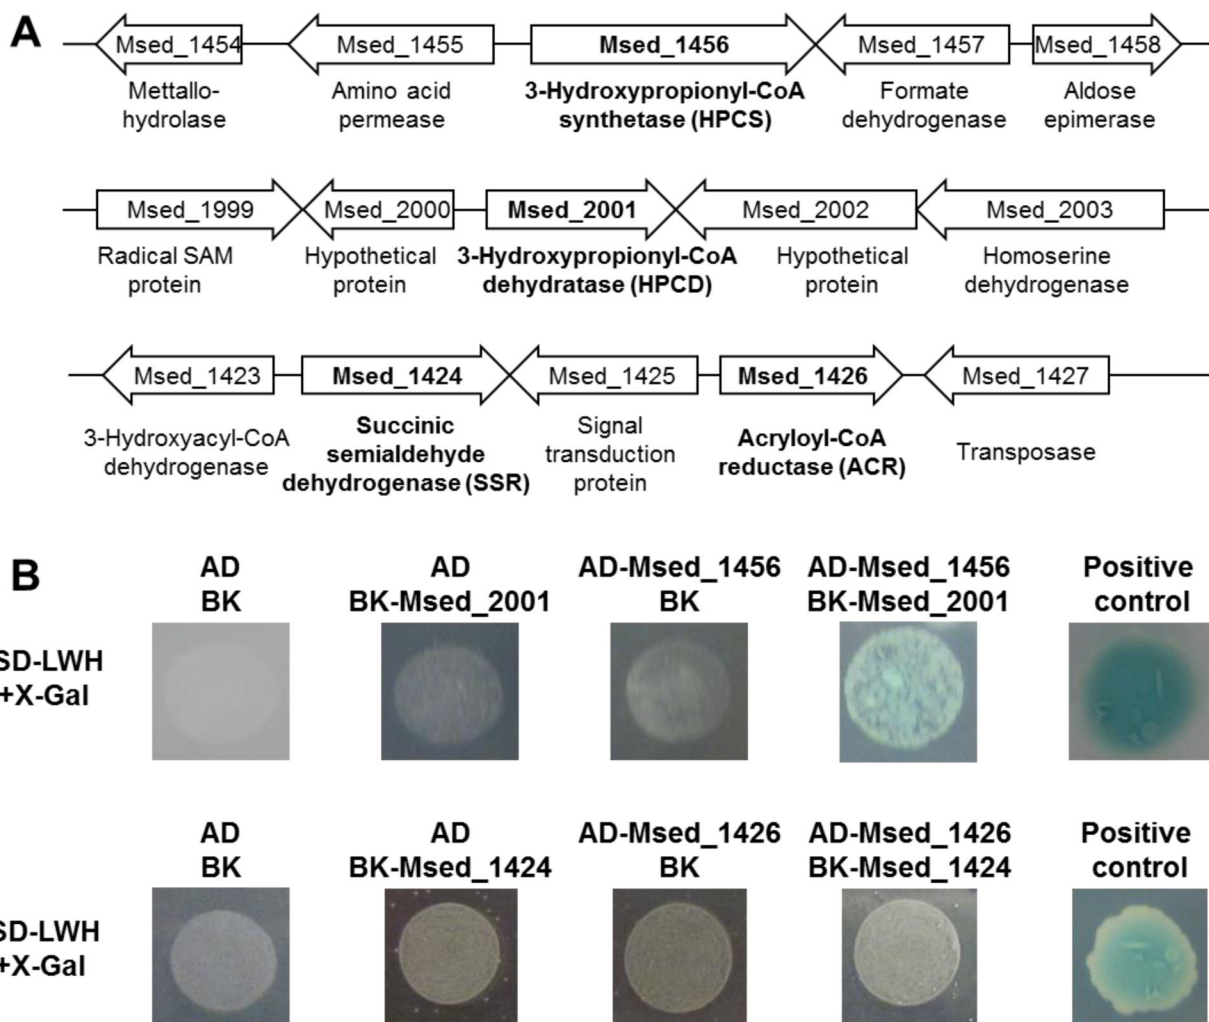 A
Msed_1454 Msed_1455 Msed_1456 Msed_1457 Msed_1458
Mettallo- Amino acid 3-Hydroxypropionyl-CoA Formate Aldose
hydrolase permease synthetase (HPCS) dehydrogenase epimerase
Msed_1999 Msed_2000 Msed_2001 Msed_2002 Msed_2003
Radical SAM Hypothetical 3-Hydroxypropionyl-CoA Hypothetical Homoserine
protein protein dehydratase (HPCD) protein dehydrogenase
Msed_1423 Msed_1424 Msed_1425 Msed_1426 Msed_1427
3-Hydroxyacyl-CoA Succinic Signal Acryloyl-CoA Transposase
dehydrogenase semialdehyde transduction reductase (ACR)
dehydrogenase (SSR) protein
B
AD AD AD-Msed_1456 AD-Msed_1456 Positive
BK BK-Msed_2001 BK BK-Msed_2001 control
SD-LWH
+X-Gal
AD AD AD-Msed_1426 AD-Msed_1426 Positive
BK BK-Msed_1424 BK BK-Msed_1424 control
SD-LWH
+X-Gal